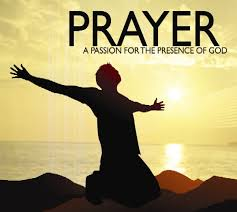 PRAYER
A PASSION FOR THE PRESENCE OF GOD